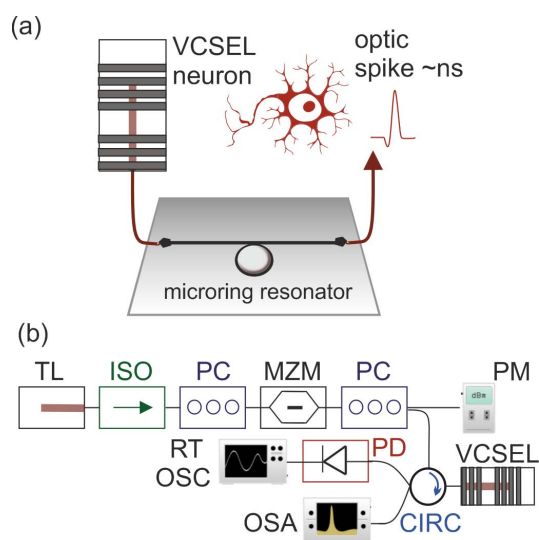 (a)
VCSEL
neuron
optic
spike ~ns
microring resonator
(b)
TL ISO PC MZM PC PM
dBm
RT
OSC
PD
VCSEL
OSA
CIRC